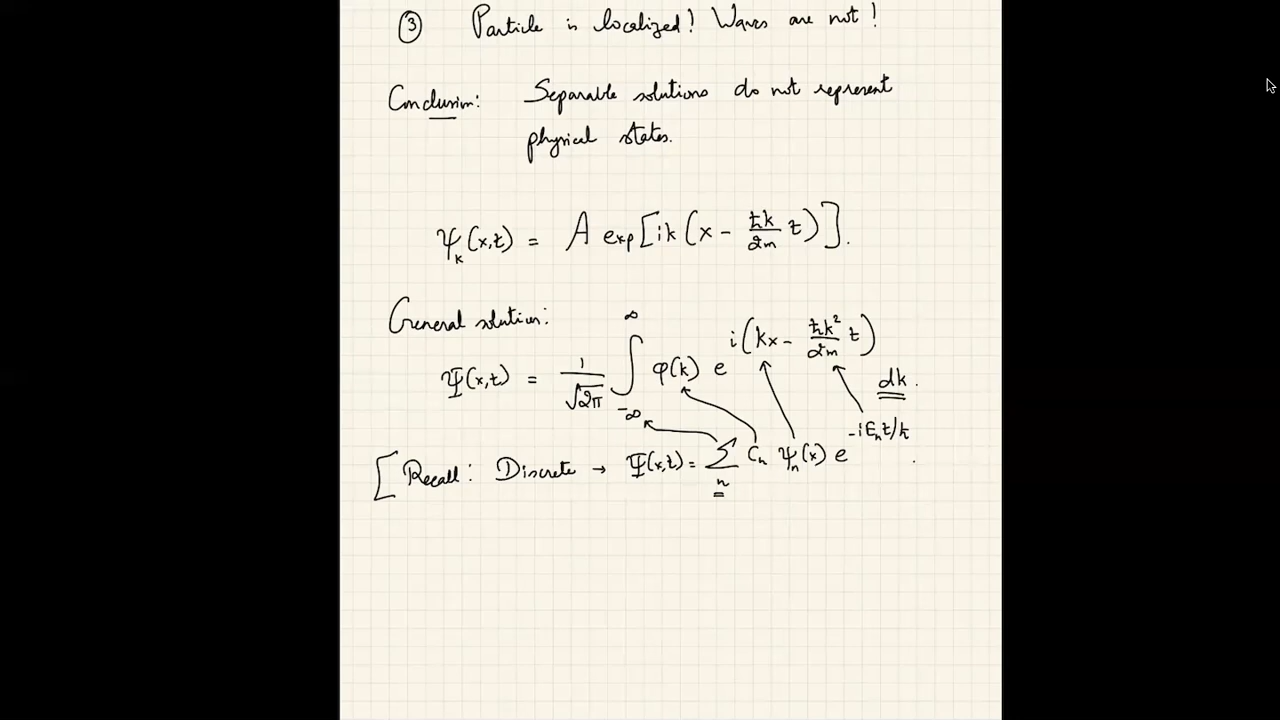 ③ Particle is localized! Waves are not!
Conclusion: Separable solutions do not represent
physical states.
ψ_k(x,t) = A exp[ik(x - ħk/2m t)].
General solution:
Ψ(x,t) = 1/√2π ∫_{-∞}^{∞} φ(k) e^{i(kx - ħk²/2m t)} dk.
[Recall: Discrete → Ψ(x,t) = Σ_n C_n ψ_n(x) e^{-iE_n t/ħ}.